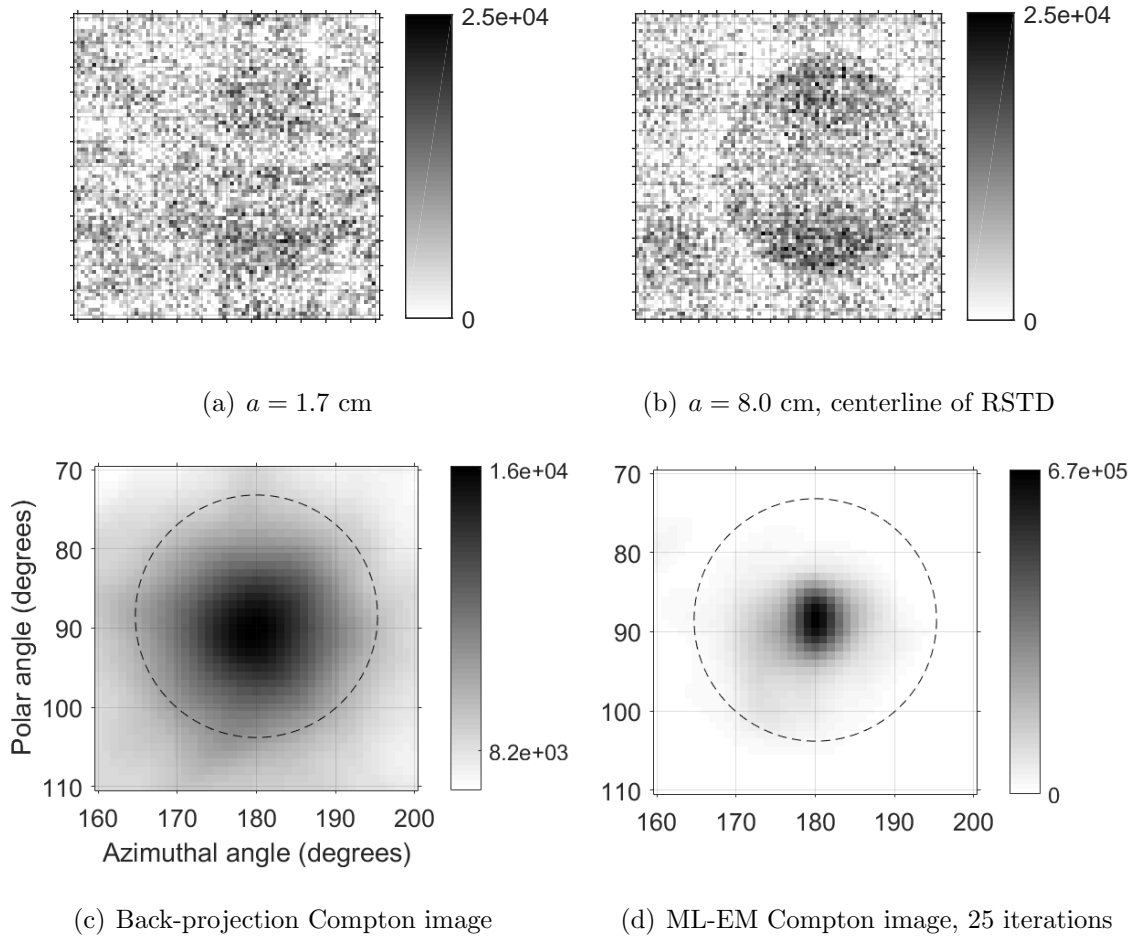 2.5e+04
0
2.5e+04
0
(a) a = 1.7 cm
(b) a = 8.0 cm, centerline of RSTD
70
80
90
100
110
Polar angle (degrees)
160 170 180 190 200
Azimuthal angle (degrees)
1.6e+04
8.2e+03
70
80
90
100
110
160 170 180 190 200
6.7e+05
0
(c) Back-projection Compton image
(d) ML-EM Compton image, 25 iterations